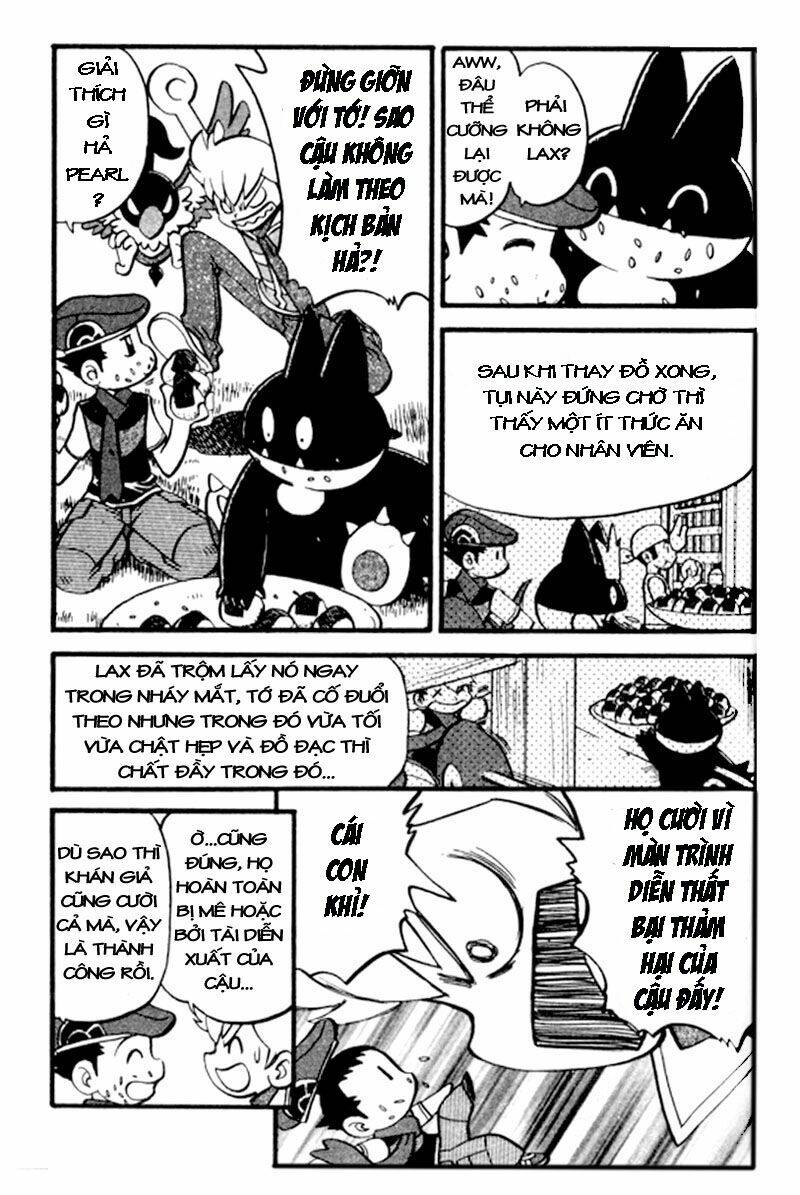 ĐỪNG GIỠN
VỚI TỚ! SAO
CẬU KHÔNG
LÀM THEO
KỊCH BẢN
HẢ?!
GIẢI
THÍCH
GÌ
HẢ
PEARL
?
AWW,
ĐÂU
THỂ
CƯỠNG
LẠI
ĐƯỢC
MÀ!
PHẢI
KHÔNG
LAX?
SAU KHI THAY ĐỒ XONG,
TỤI NÀY ĐỨNG CHỜ THÌ
THẤY MỘT ÍT THỨC ĂN
CHO NHÂN VIÊN.
LAX ĐÃ TRỘM LẤY NÓ NGAY
TRONG NHÁY MẮT, TỚ ĐÃ CỐ ĐUỔI
THEO NHƯNG TRONG ĐÓ VỪA TỐI
VỪA CHẬT HẸP VÀ ĐỒ ĐẠC THÌ
CHẤT ĐẦY TRONG ĐÓ...
DÙ SAO THÌ
KHÁN GIẢ
CŨNG CƯỜI
CẢ MÀ, VẬY
LÀ THÀNH
CÔNG RỒI.
Ờ...CŨNG
ĐÚNG, HỌ
HOÀN TOÀN
BỊ MÊ HOẶC
BỞI TÀI DIỄN
XUẤT CỦA
CẬU...
CÁI
CON
KHỈ!
HỌ CƯỜI VÌ
MÀN TRÌNH
DIỄN THẤT
BẠI THẢM
HẠI CỦA
CẬU ĐẤY!